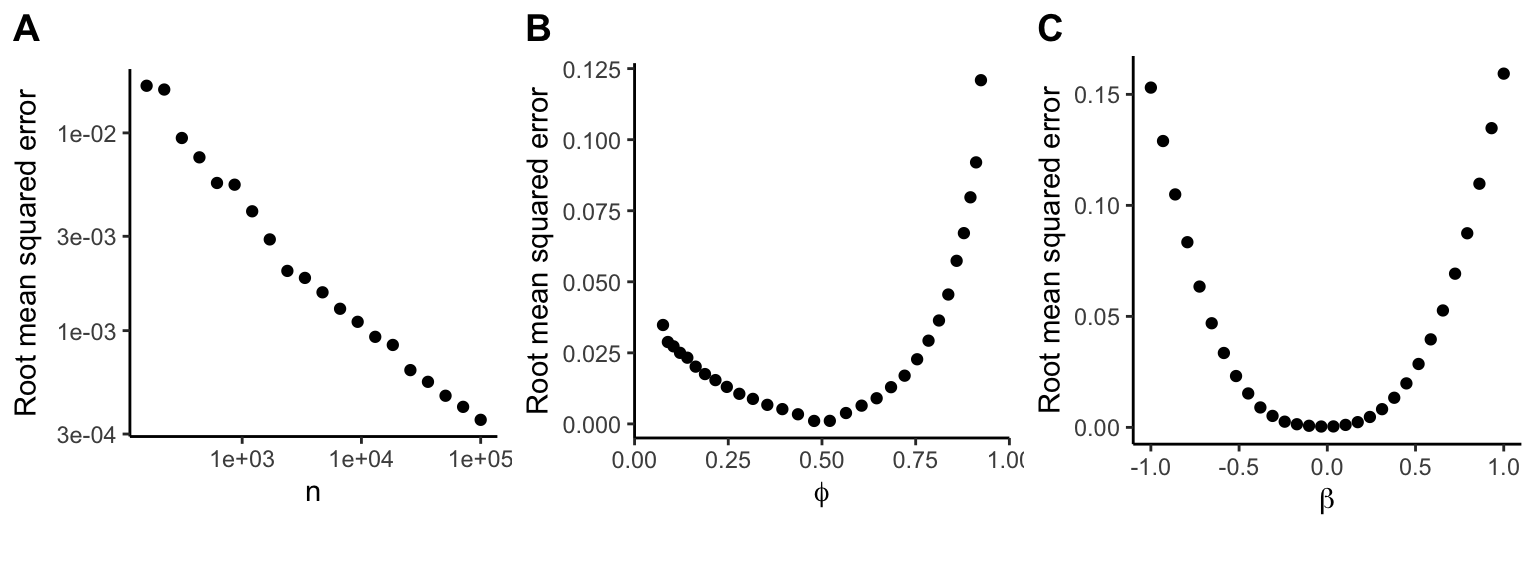 A
Root mean squared error
1e-02
3e-03
1e-03
3e-04
1e+03 1e+04 1e+05
n
B
Root mean squared error
0.125
0.100
0.075
0.050
0.025
0.000
0.00 0.25 0.50 0.75 1.00
ϕ
C
Root mean squared error
0.15
0.10
0.05
0.00
-1.0 -0.5 0.0 0.5 1.0
β